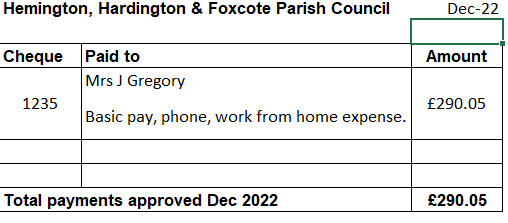 Hemington, Hardington & Foxcote Parish Council Dec-22
Cheque Paid to Amount
Mrs J Gregory
1235 £290.05
Basic pay, phone, work from home expense.
Total payments approved Dec 2022 £290.05